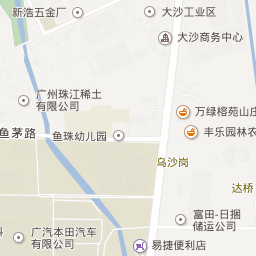 新浩五金厂
大沙工业区
大沙商务中心
广州珠江稀土
有限公司
万绿榕苑山庄
鱼茅路
鱼珠幼儿园
丰乐园林农
乌沙岗
达桥
富田-日捆
储运公司
广汽本田汽车
有限公司
易捷便利店